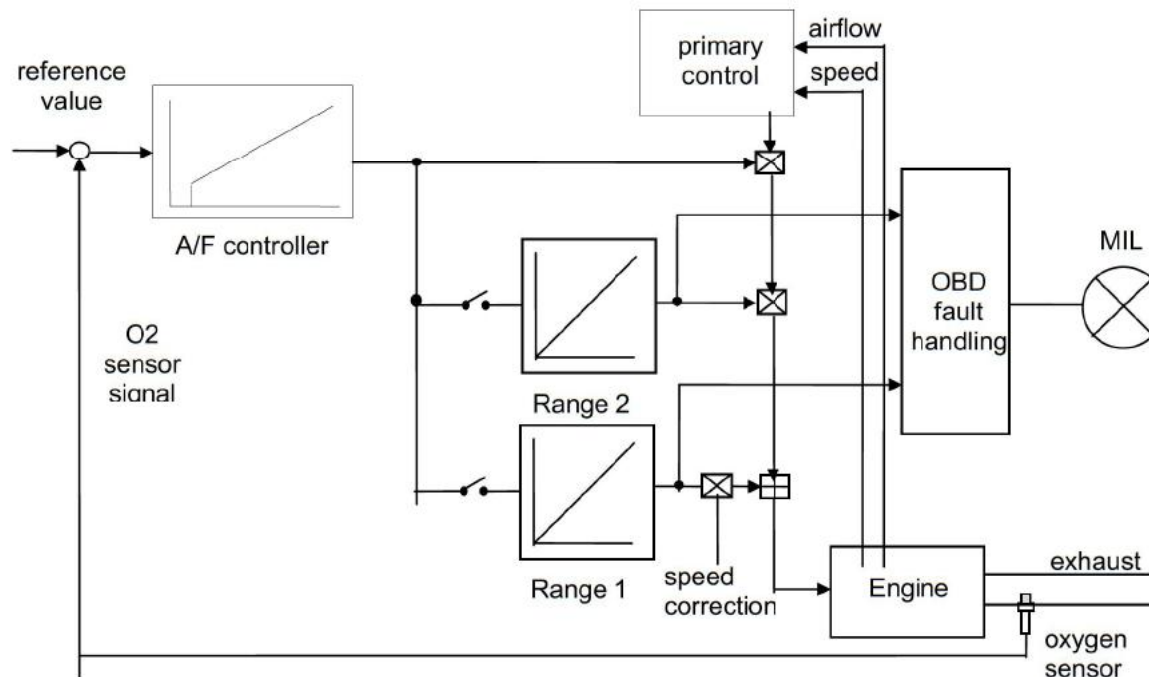 primary
control
airflow
speed
reference
value
A/F controller
MIL
OBD
fault
handling
O2
sensor
signal
Range 2
Range 1
speed
correction
Engine
exhaust
oxygen
sensor